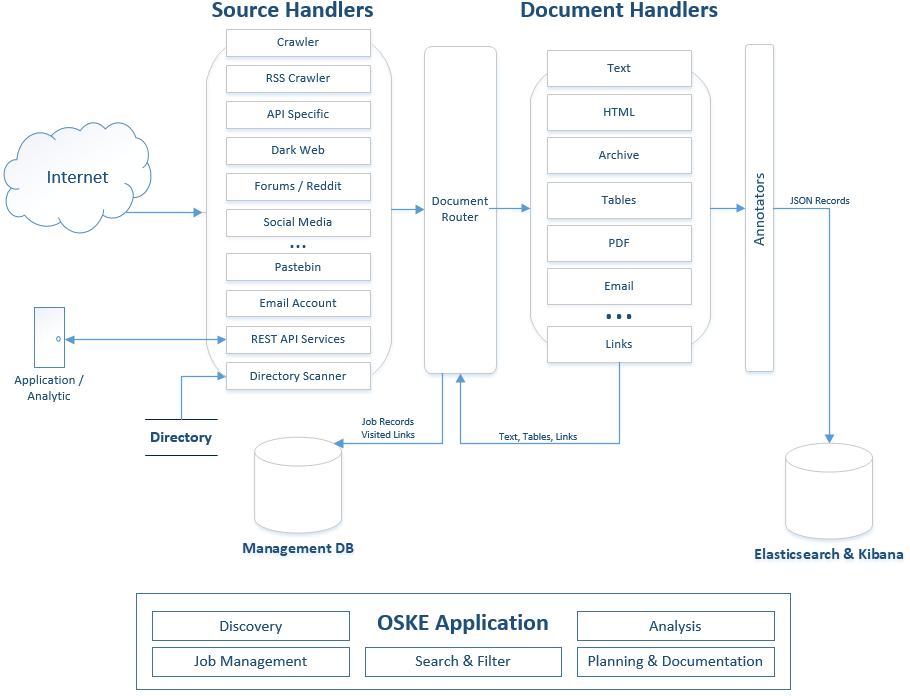 Source Handlers
Document Handlers
Crawler
RSS Crawler
API Specific
Dark Web
Forums / Reddit
Social Media
...
Pastebin
Email Account
REST API Services
Directory Scanner
Internet
Application /
Analytic
Directory
Document
Router
Text
HTML
Archive
Tables
PDF
Email
...
Links
Annotators
JSON Records
Job Records
Visited Links
Text, Tables, Links
Management DB
Elasticsearch & Kibana
OSKE Application
Discovery
Analysis
Job Management
Search & Filter
Planning & Documentation